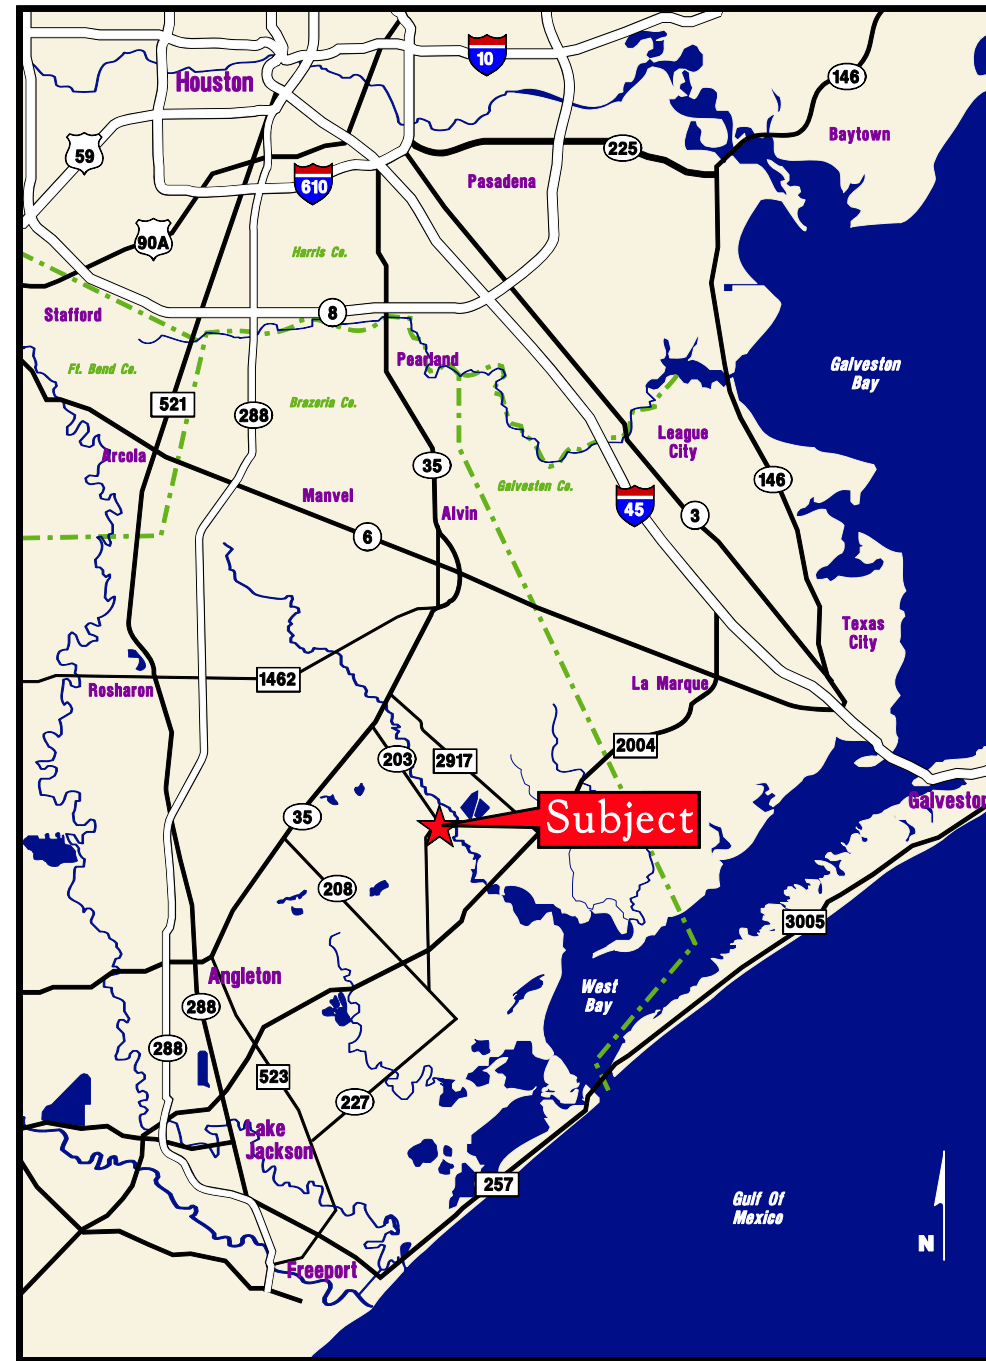 10
146
Houston
Baytown
59
225
Pasadena
610
90A
Harris Co.
8
Stafford
Pearland
Galveston
Bay
Ft. Bend Co.
521
288
Brazoria Co.
League
City
Arcola
35
Galveston Co.
146
Manvel
Alvin
45
3
6
Texas
City
1462
Rosharon
La Marque
2004
203
2917
Galveston
35
Subject
208
3005
Angleton
West
Bay
288
288
523
227
Lake
Jackson
257
Gulf Of
Mexico
N
Freeport